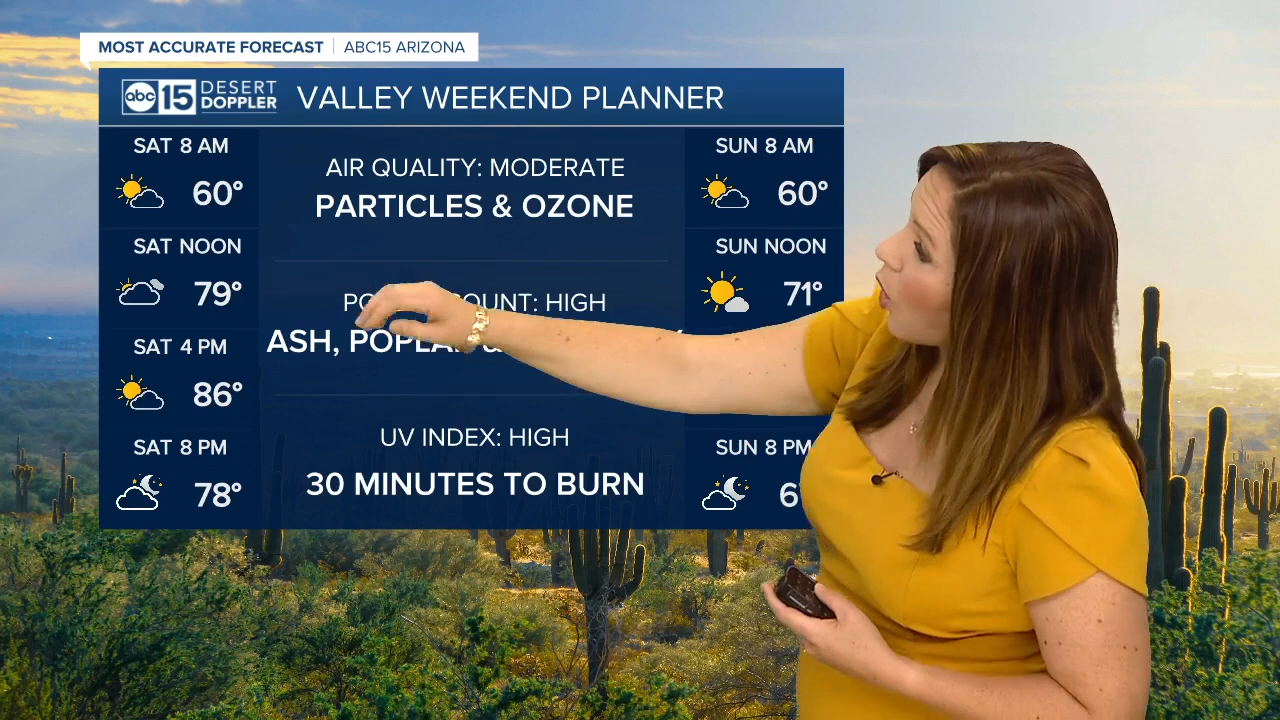 MOST ACCURATE FORECAST | ABC15 ARIZONA
abc 15 DESERT DOPPLER
VALLEY WEEKEND PLANNER
SAT 8 AM
60°
SAT NOON
79°
SAT 4 PM
86°
SAT 8 PM
78°
AIR QUALITY: MODERATE
PARTICLES & OZONE
COUNT: HIGH
ASH, POPLAR &
UV INDEX: HIGH
30 MINUTES TO BURN
SUN 8 AM
60°
SUN NOON
71°
SUN 8 PM